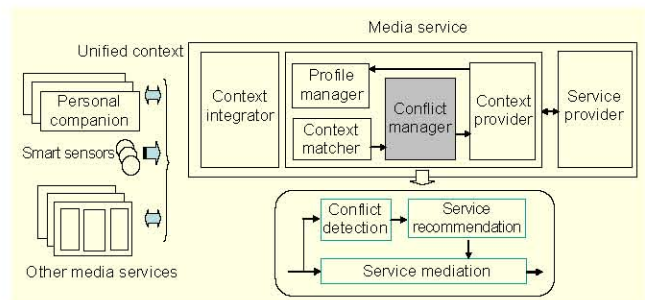 Media service
Unified context
Personal
companion
Smart sensors
Other media services
Context
integrator
Profile
manager
Context
matcher
Conflict
manager
Context
provider
Service
provider
Conflict
detection
Service
recommendation
Service mediation